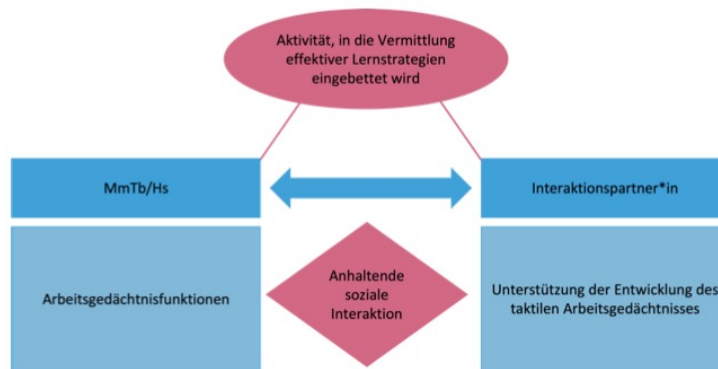 Aktivität, in die Vermittlung
effektiver Lernstrategien
eingebettet wird
MmTb/Hs
Interaktionspartner*in
Arbeitsgedächtnisfunktionen
Anhaltende
soziale
Interaktion
Unterstützung der Entwicklung des
taktilen Arbeitsgedächtnisses